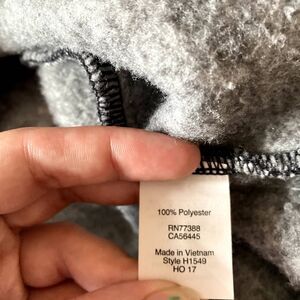 100% Polyester
RN77388
CA56445
Made in Vietnam
Style H1549
HO 17